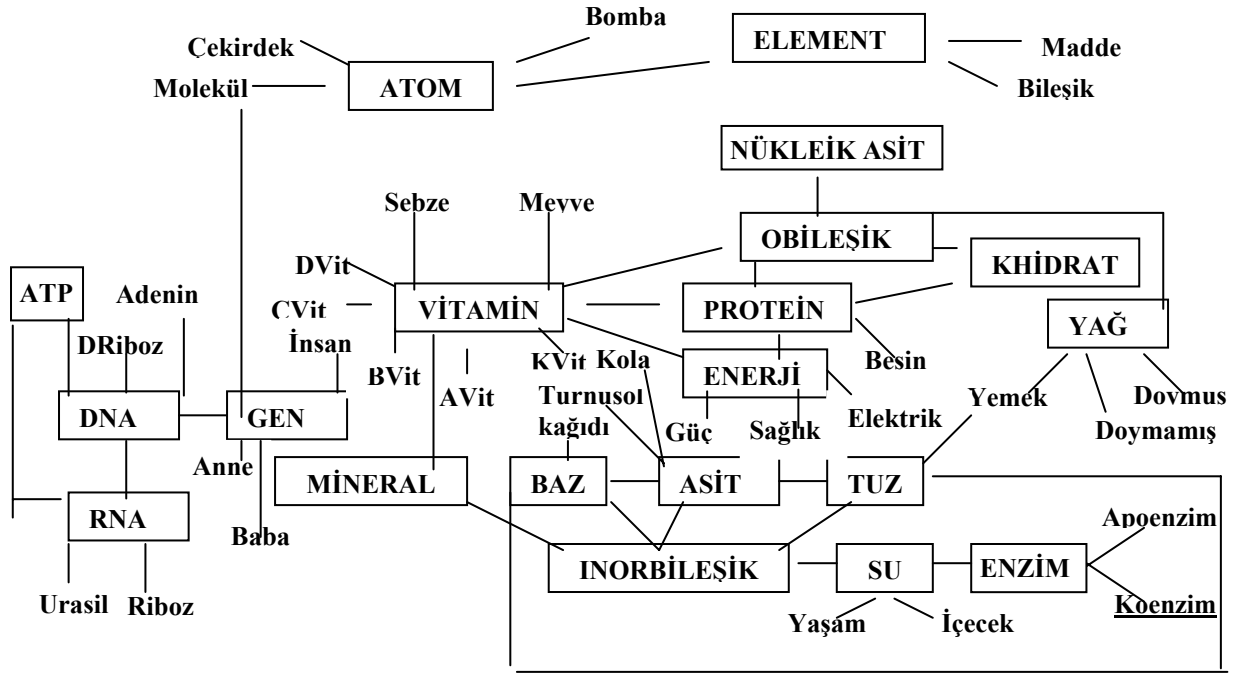 Bomba
ELEMENT
Çekirdek
Madde
Molekül
ATOM
Bileşik
NÜKLEİK ASİT
Sebze
Meyve
OBİLEŞİK
DVit
KHİDRAT
ATP
Adenin
CVit
VİTAMİN
PROTEİN
YAĞ
DRiboz
İnsan
BVit
KVit
Kola
Besin
ENERJİ
AVit
Turnusol
kağıdı
Elektrik
Yemek
Doymuş
DNA
GEN
Güç
Sağlık
Doymamış
Anne
MİNERAL
BAZ
ASİT
TUZ
RNA
Baba
Apoenzim
INORBİLEŞİK
SU
ENZİM
Urasil
Riboz
Koenzim
Yaşam
İçecek